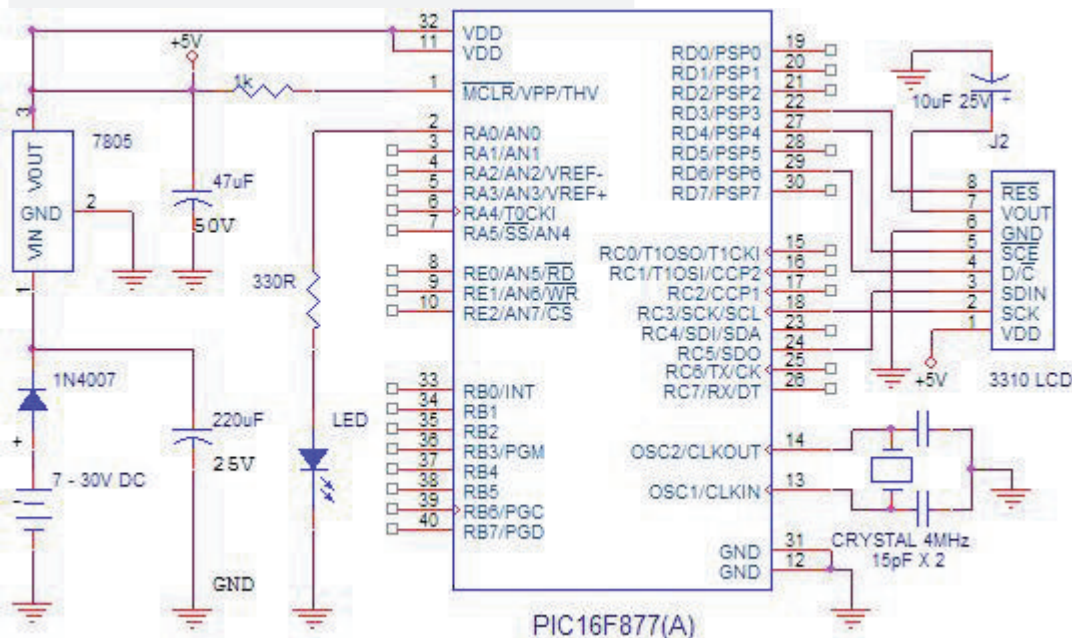 +5V
1k
3
VOUT
GND
VIN
7805
2
1
47uF
50V
1N4007
+
-
7 - 30V DC
220uF
25V
GND
330R
LED
32 VDD
11 VDD
1 MCLR/VPP/THV
2 RA0/AN0
3 RA1/AN1
4 RA2/AN2/VREF-
5 RA3/AN3/VREF+
6 RA4/T0CKI
7 RA5/SS/AN4
8 RE0/AN5/RD
9 RE1/AN6/WR
10 RE2/AN7/CS
33 RB0/INT
34 RB1
35 RB2
36 RB3/PGM
37 RB4
38 RB5
39 RB6/PGC
40 RB7/PGD
RD0/PSP0 19
RD1/PSP1 20
RD2/PSP2 21
RD3/PSP3 22
RD4/PSP4 27
RD5/PSP5 28
RD6/PSP6 29
RD7/PSP7 30
RC0/T1OSO/T1CKI 15
RC1/T1OSI/CCP2 16
RC2/CCP1 17
RC3/SCK/SCL 18
RC4/SDI/SDA 23
RC5/SDO 24
RC6/TX/CK 25
RC7/RX/DT 26
OSC2/CLKOUT 14
OSC1/CLKIN 13
GND 31
GND 12
PIC16F877(A)
10uF 25V
+
J2
8 RES
7 VOUT
6 GND
5 SCE
4 D/C
3 SDIN
2 SCK
1 VDD
+5V
3310 LCD
CRYSTAL 4MHz
15pF X 2